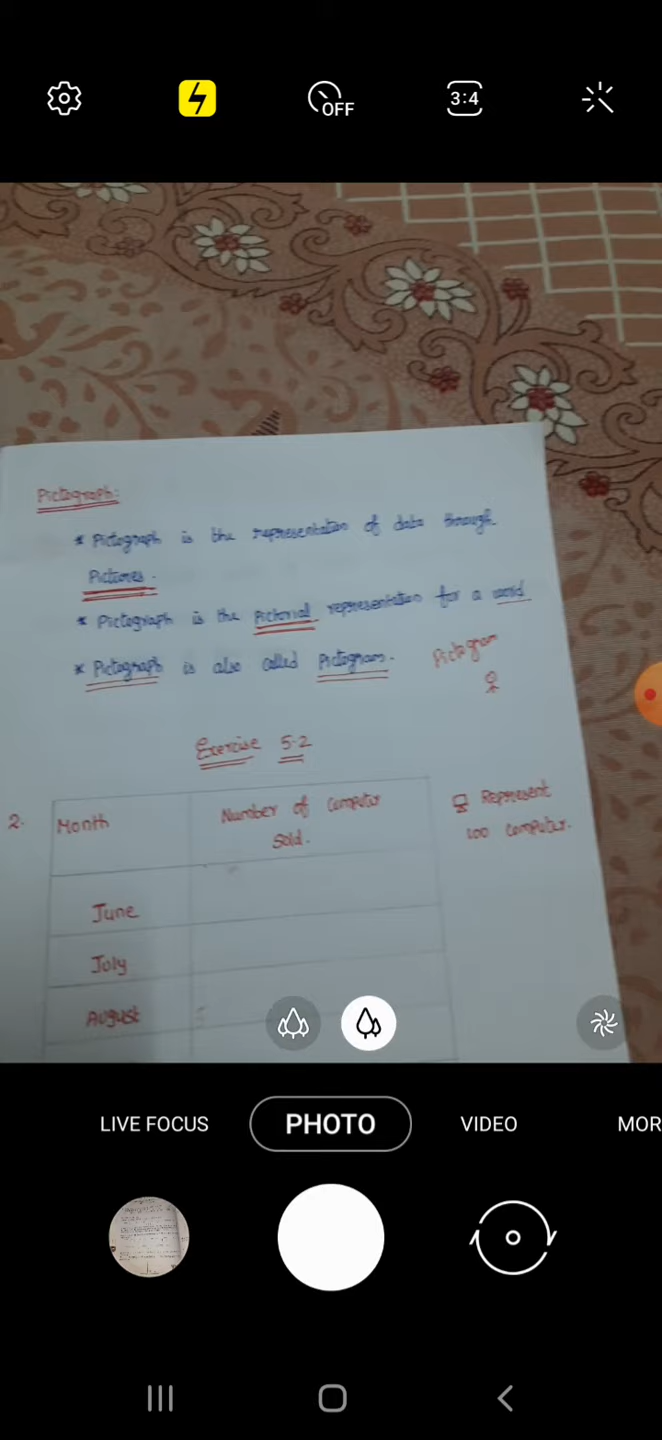 OFF
3:4
Pictograph:
* Pictograph is the representation of data through
Pictures.
* Pictograph is the Pictorial representation for a word
* Pictograph is also called Pictogram.
Pictogram
Exercise 5.2
2.
Month
Number of Computer
Sold.
Represent
100 Computer.
June
July
August
LIVE FOCUS
PHOTO
VIDEO
MOR